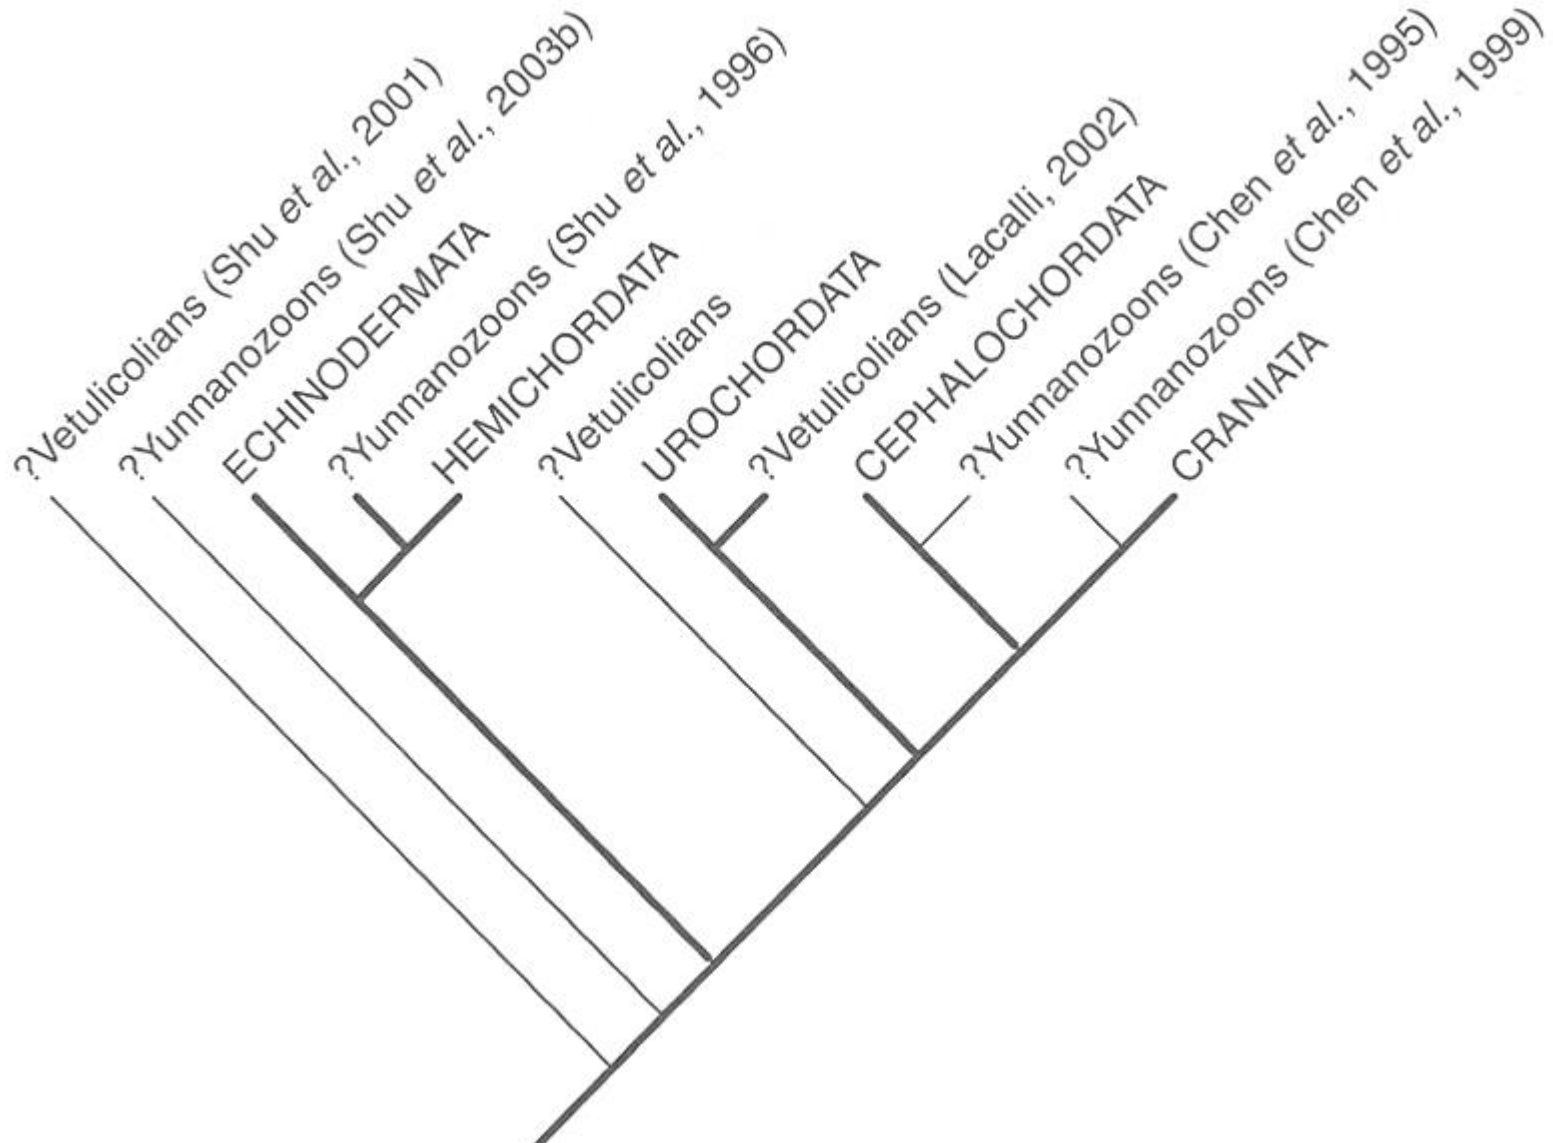 ?Vetulicolians (Shu et al., 2001)
?Yunnanozoons (Shu et al., 2003b)
ECHINODERMATA
?Yunnanozoons (Shu et al., 1996)
HEMICHORDATA
?Vetulicolians
UROCHORDATA
?Vetulicolians (Lacalli, 2002)
CEPHALOCHORDATA
?Yunnanozoons (Chen et al., 1995)
?Yunnanozoons (Chen et al., 1999)
CRANIATA